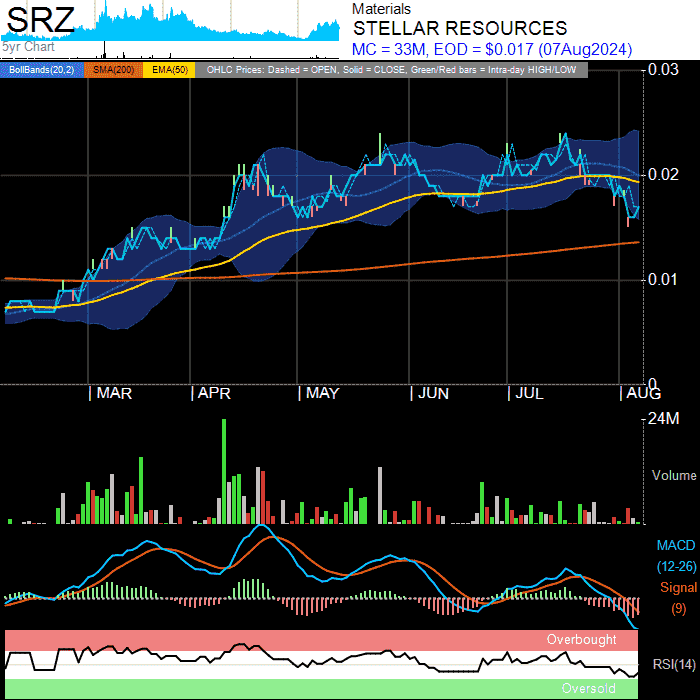 SRZ
5yr Chart
Materials
STELLAR RESOURCES
MC = 33M, EOD = $0.017 (07Aug2024)
BollBands(20,2) SMA(200) EMA(50) OHLC Prices: Dashed = OPEN, Solid = CLOSE, Green/Red bars = Intra-day HIGH/LOW
0.03
0.02
0.01
0
MAR APR MAY JUN JUL AUG
24M
Volume
MACD
(12-26)
Signal
(9)
Overbought
RSI(14)
Oversold